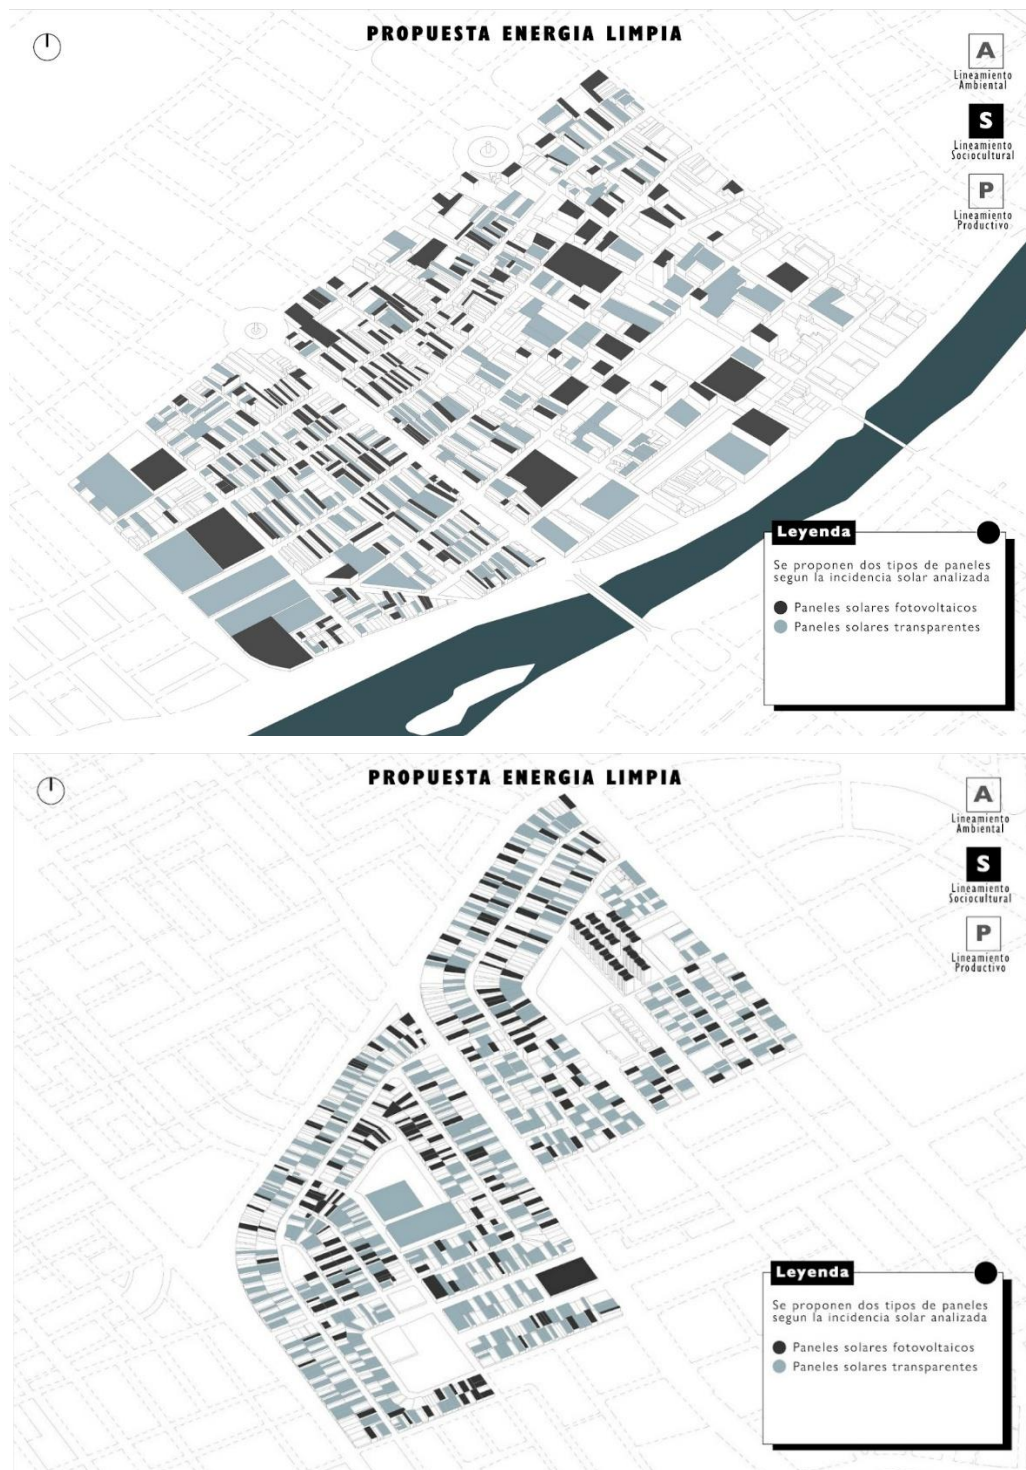 PROPUESTA ENERGIA LIMPIA
A
Lineamiento
Ambiental
S
Lineamiento
Sociocultural
P
Lineamiento
Productivo
Leyenda
Se proponen dos tipos de paneles
segun la incidencia solar analizada
Paneles solares fotovoltaicos
Paneles solares transparentes
PROPUESTA ENERGIA LIMPIA
A
Lineamiento
Ambiental
S
Lineamiento
Sociocultural
P
Lineamiento
Productivo
Leyenda
Se proponen dos tipos de paneles
segun la incidencia solar analizada
Paneles solares fotovoltaicos
Paneles solares transparentes